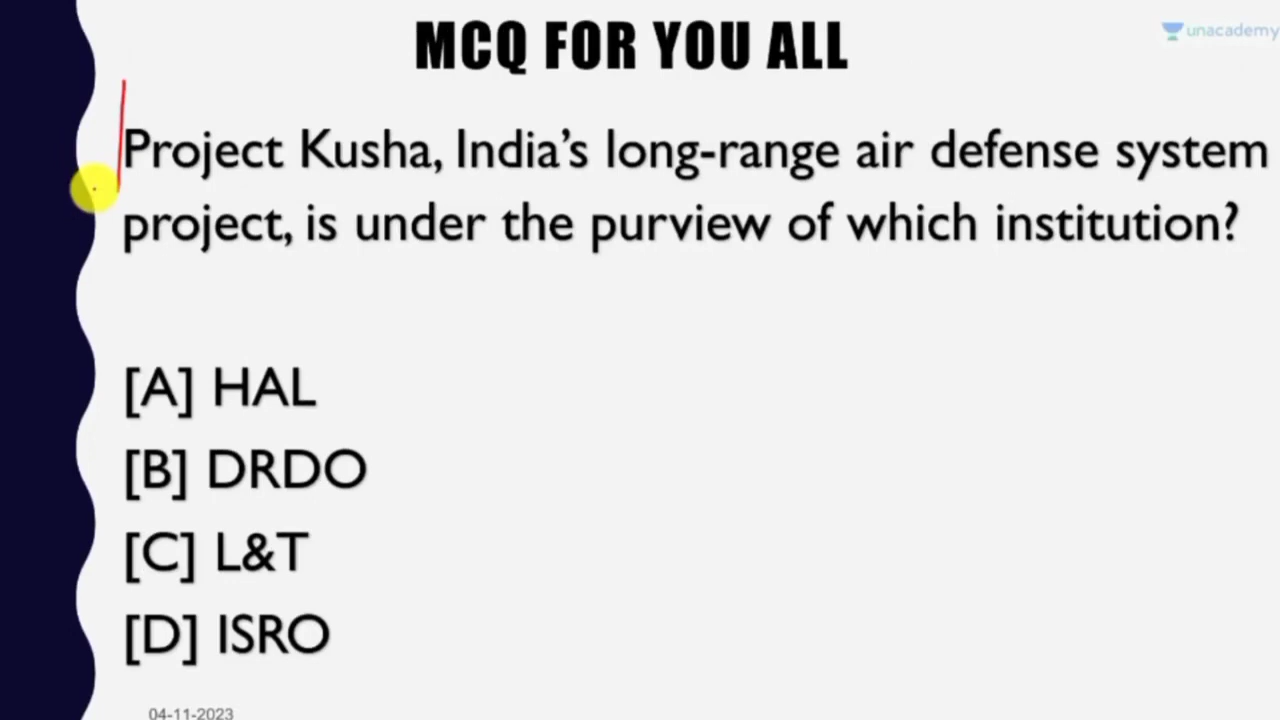 MCQ FOR YOU ALL
unacademy
Project Kusha, India’s long-range air defense system
project, is under the purview of which institution?
[A] HAL
[B] DRDO
[C] L&T
[D] ISRO
04-11-2023